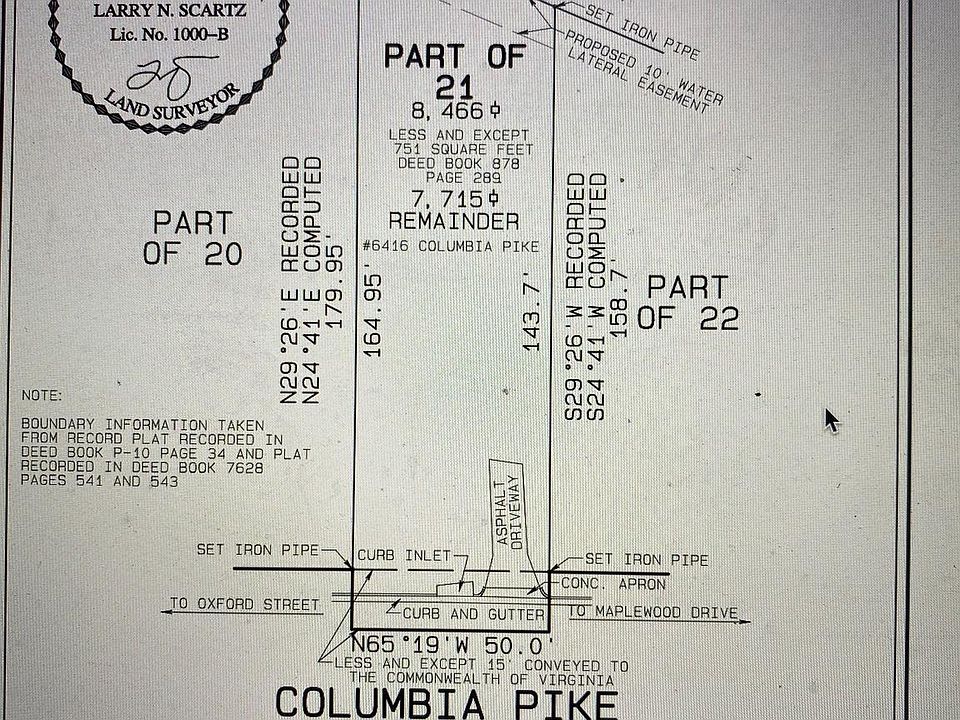 LARRY N. SCARTZ
Lic. No. 1000-B
LAND SURVEYOR
SET IRON PIPE
PROPOSED 10' WATER
LATERAL EASEMENT
PART OF
21
8,466 ⌽
LESS AND EXCEPT
751 SQUARE FEET
DEED BOOK 878
PAGE 289
7,715 ⌽
REMAINDER
#6416 COLUMBIA PIKE
PART
OF 20
N29°26'E RECORDED
N24°41'E COMPUTED
179.95'
164.95'
143.7'
S29°26'W RECORDED
S24°41'W COMPUTED
158.7'
PART
OF 22
NOTE:
BOUNDARY INFORMATION TAKEN
FROM RECORD PLAT RECORDED IN
DEED BOOK P-10 PAGE 34 AND PLAT
RECORDED IN DEED BOOK 7628
PAGES 541 AND 543
ASPHALT
DRIVEWAY
SET IRON PIPE
CURB INLET
SET IRON PIPE
CONC. APRON
TO OXFORD STREET
CURB AND GUTTER
TO MAPLEWOOD DRIVE
N65°19'W 50.0'
LESS AND EXCEPT 15' CONVEYED TO
THE COMMONWEALTH OF VIRGINIA
COLUMBIA PIKE